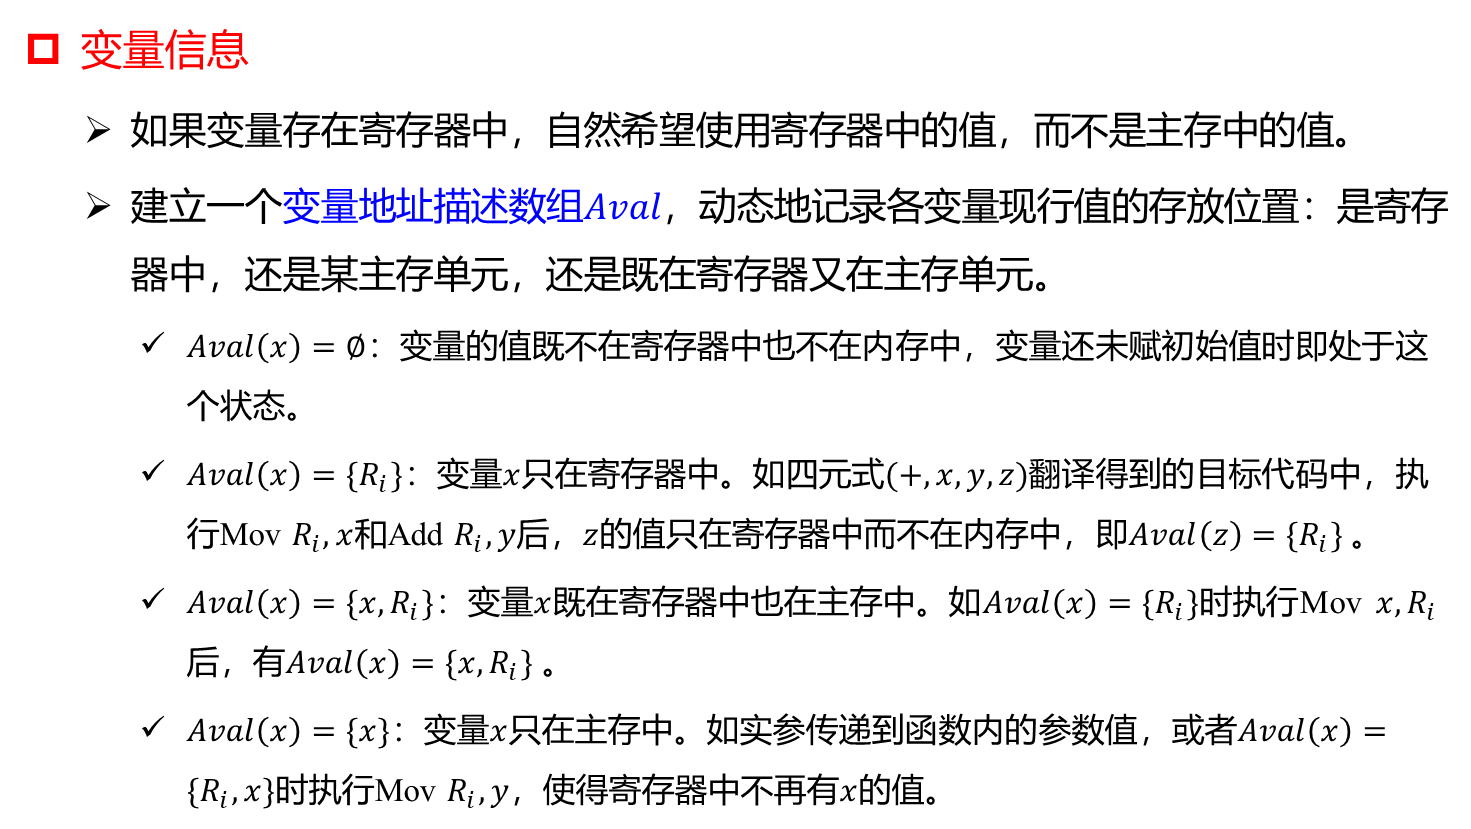 变量信息
如果变量存在寄存器中，自然希望使用寄存器中的值，而不是主存中的值。
建立一个变量地址描述数组Aval，动态地记录各变量现行值的存放位置：是寄存
器中，还是某主存单元，还是既在寄存器又在主存单元。
Aval(x) = ∅：变量的值既不在寄存器中也不在内存中，变量还未赋初始值时即处于这
个状态。
Aval(x) = {Rᵢ}：变量x只在寄存器中。如四元式(+, x, y, z)翻译得到的目标代码中，执
行Mov Rᵢ, x和Add Rᵢ, y后，z的值只在寄存器中而不在内存中，即Aval(z) = {Rᵢ} 。
Aval(x) = {x, Rᵢ}：变量x既在寄存器中也在主存中。如Aval(x) = {Rᵢ}时执行Mov x, Rᵢ
后，有Aval(x) = {x, Rᵢ} 。
Aval(x) = {x}：变量x只在主存中。如实参传递到函数内的参数值，或者Aval(x) =
{Rᵢ, x}时执行Mov Rᵢ, y，使得寄存器中不再有x的值。